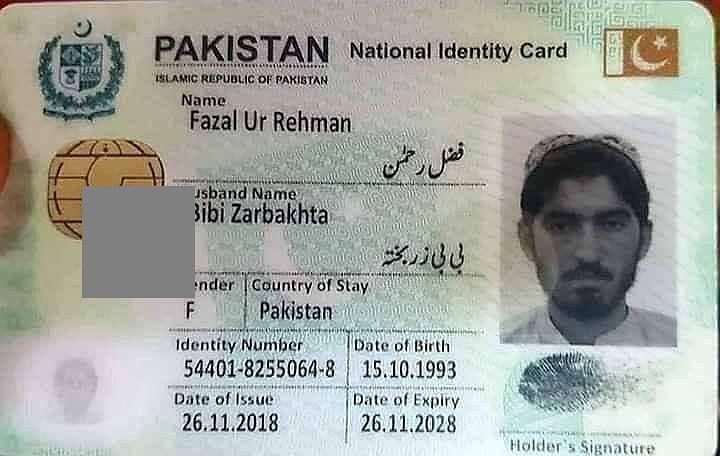 PAKISTAN National Identity Card
ISLAMIC REPUBLIC OF PAKISTAN
Name
Fazal Ur Rehman
فضل رحمٰن
usband Name
Bibi Zarbakhta
بی بی زربختہ
ender Country of Stay
F Pakistan
Identity Number Date of Birth
54401-8255064-8 15.10.1993
Date of Issue Date of Expiry
26.11.2018 26.11.2028
Holder`s Signature